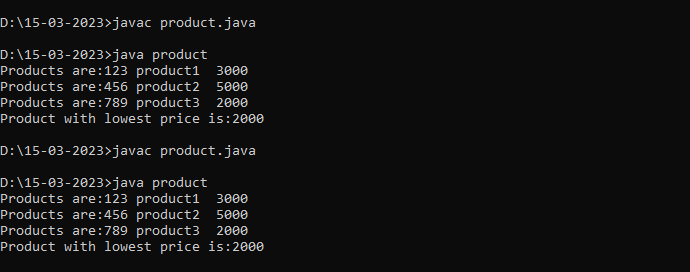 D:\15-03-2023>javac product.java
D:\15-03-2023>java product
Products are:123 product1  3000
Products are:456 product2  5000
Products are:789 product3  2000
Product with lowest price is:2000
D:\15-03-2023>javac product.java
D:\15-03-2023>java product
Products are:123 product1  3000
Products are:456 product2  5000
Products are:789 product3  2000
Product with lowest price is:2000